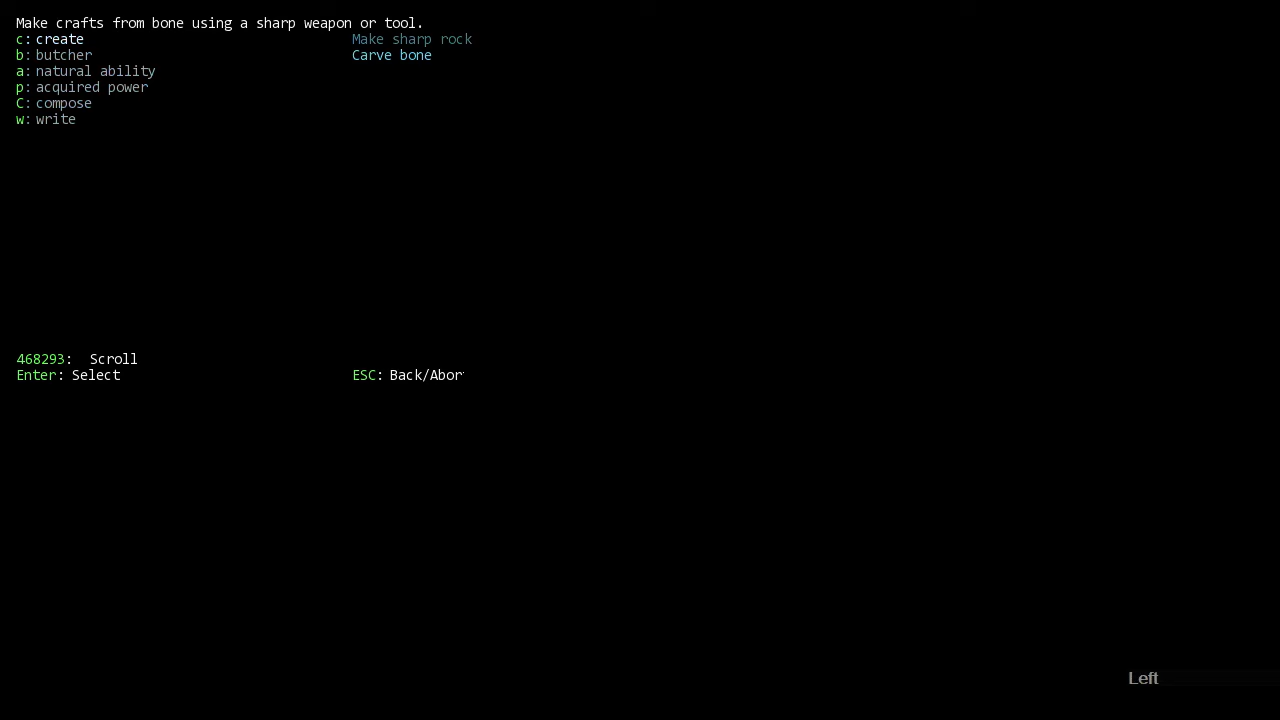 Make crafts from bone using a sharp weapon or tool.
c: create Make sharp rock
b: butcher Carve bone
a: natural ability
p: acquired power
C: compose
w: write
468293: Scroll
Enter: Select ESC: Back/Abor
Left